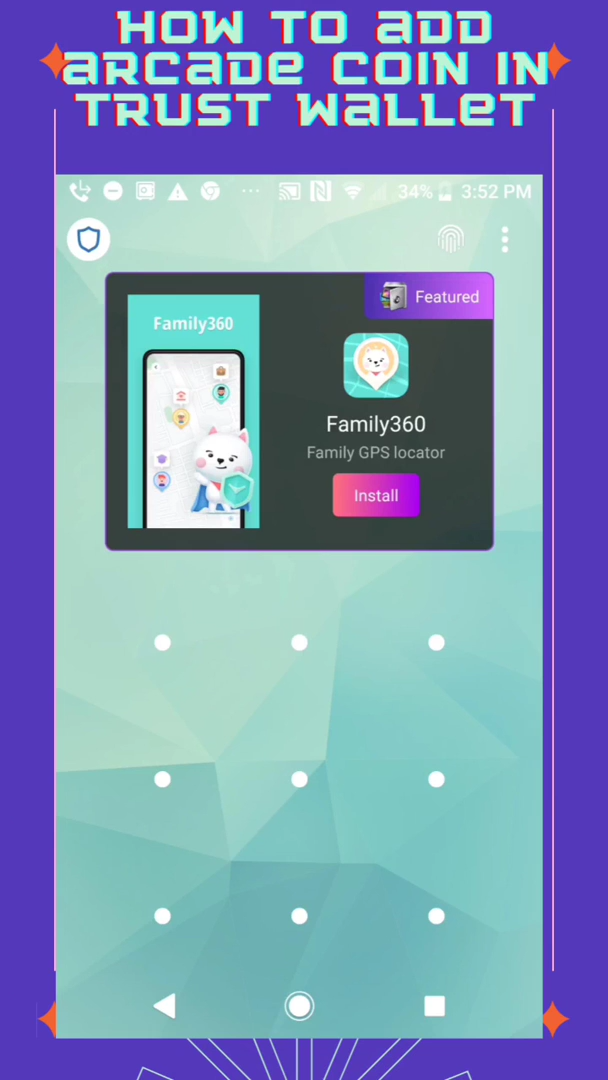 HOW TO ADD
ARCADE COIN IN
TRUST WALLET
34% 3:52 PM
Featured
Family360
Family360
Family GPS locator
Install